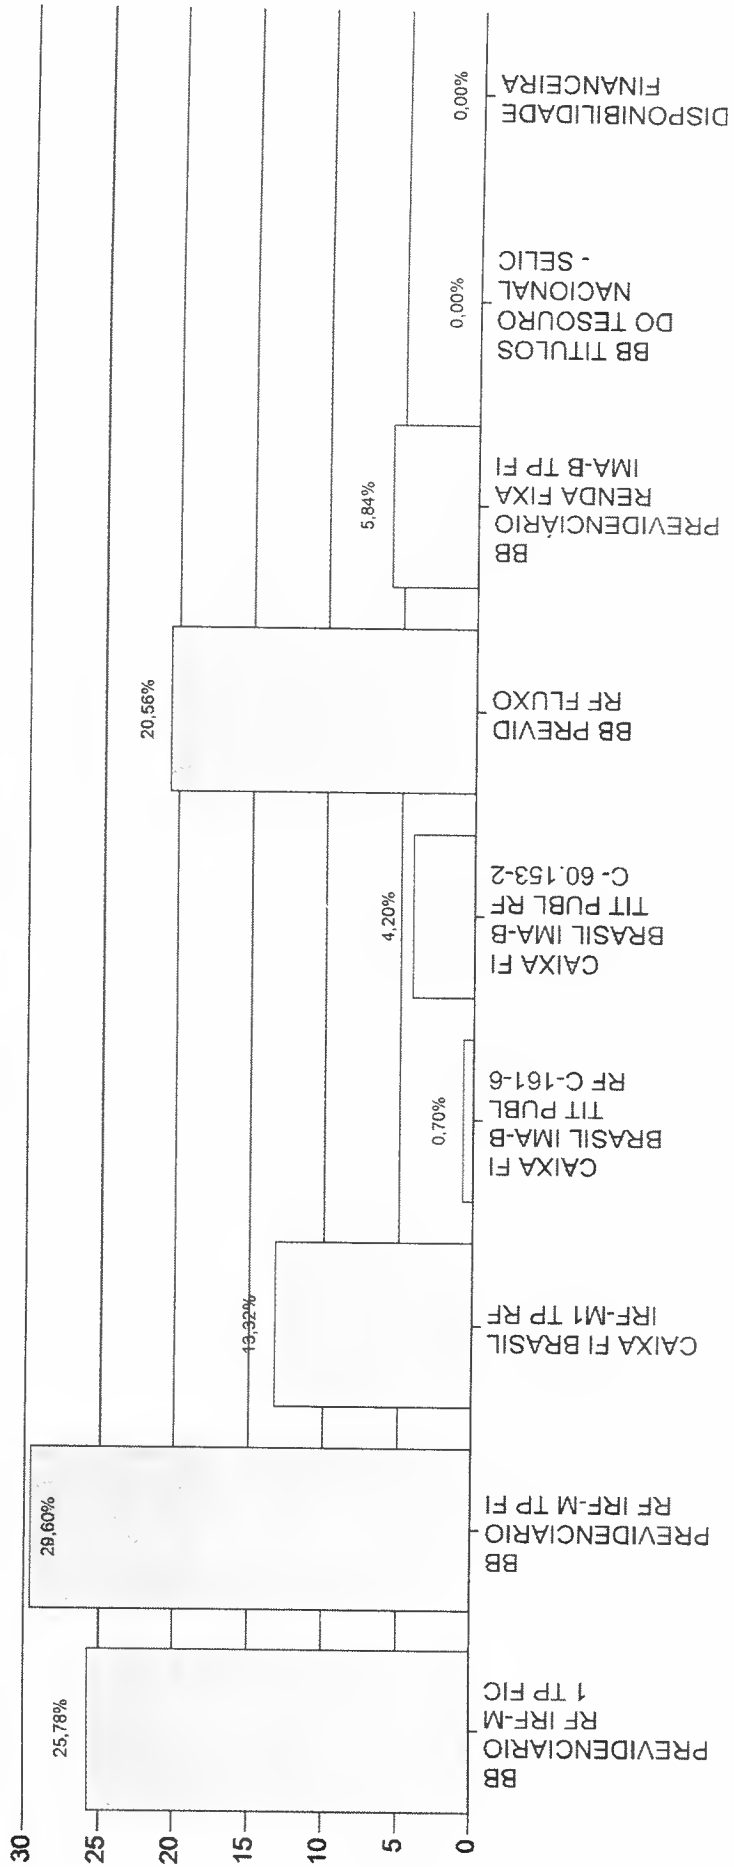 30
25
20
15
10
5
0
25,78%
29,60%
13,32%
0,70%
4,20%
20,56%
5,84%
0,00%
0,00%
BB
PREVIDENCIARIO
RF IRF-M
1 TP FIC
BB
PREVIDENCIARIO
RF IRF-M TP FI
CAIXA FI BRASIL
IRF-M1 TP RF
CAIXA FI
BRASIL IMA-B
TIT PUBL
RF C-161-6
CAIXA FI
BRASIL IMA-B
TIT PUBL RF
C- 60.153-2
BB PREVID
RF FLUXO
BB
PREVIDENCIÁRIO
RENDA FIXA
IMA-B TP FI
BB TITULOS
DO TESOURO
NACIONAL
- SELIC
DISPONIBILIDADE
FINANCEIRA